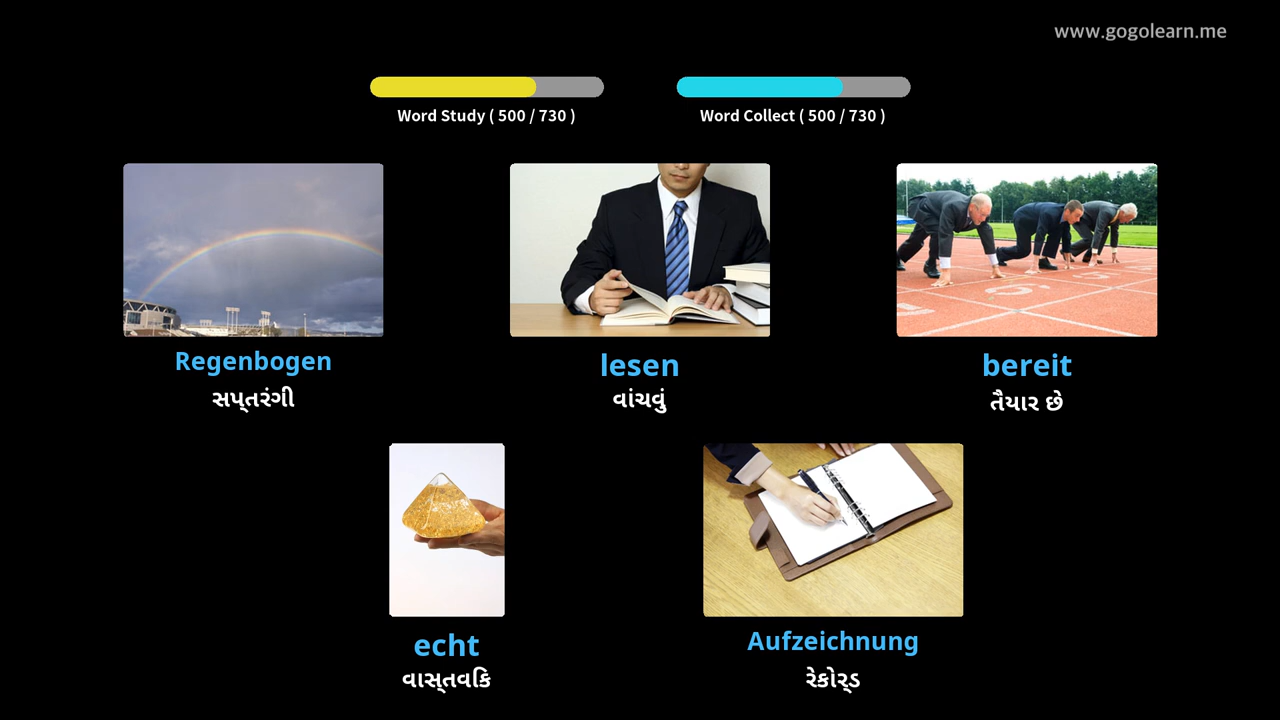 www.gogolearn.me
Word Study ( 500 / 730 )
Word Collect ( 500 / 730 )
Regenbogen
સપ્તરંગી
lesen
વાંચવું
bereit
તૈયાર છે
echt
વાસ્તવકિ
Aufzeichnung
રેકોર્ડ